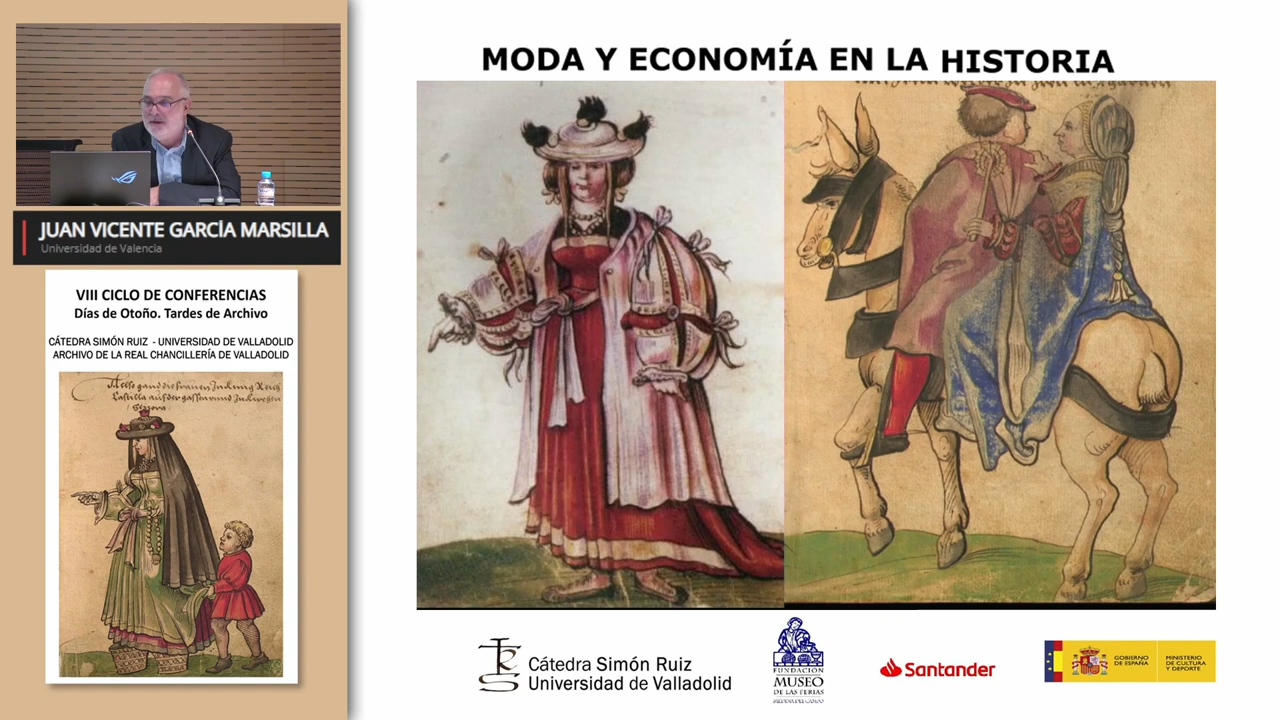 JUAN VICENTE GARCÍA MARSILLA
Universidad de Valencia
VIII CICLO DE CONFERENCIAS
Días de Otoño. Tardes de Archivo
CÁTEDRA SIMÓN RUIZ - UNIVERSIDAD DE VALLADOLID
ARCHIVO DE LA REAL CHANCILLERÍA DE VALLADOLID
MODA Y ECONOMÍA EN LA HISTORIA
Cátedra Simón Ruiz
Universidad de Valladolid
FUNDACIÓN
MUSEO
DE LAS FERIAS
Santander
GOBIERNO
DE ESPAÑA
MINISTERIO
DE CULTURA
Y DEPORTE